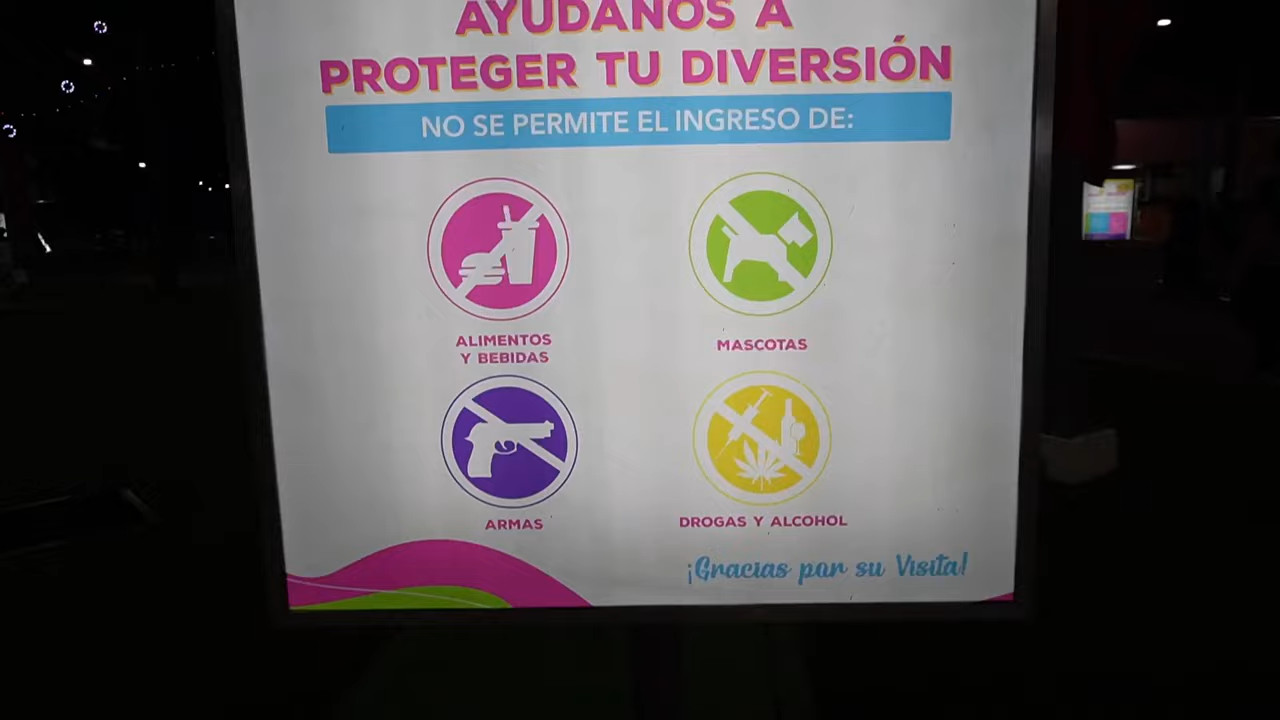 AYÚDANOS A
PROTEGER TU DIVERSIÓN
NO SE PERMITE EL INGRESO DE:
ALIMENTOS
Y BEBIDAS
MASCOTAS
ARMAS
DROGAS Y ALCOHOL
¡Gracias por su Visita!